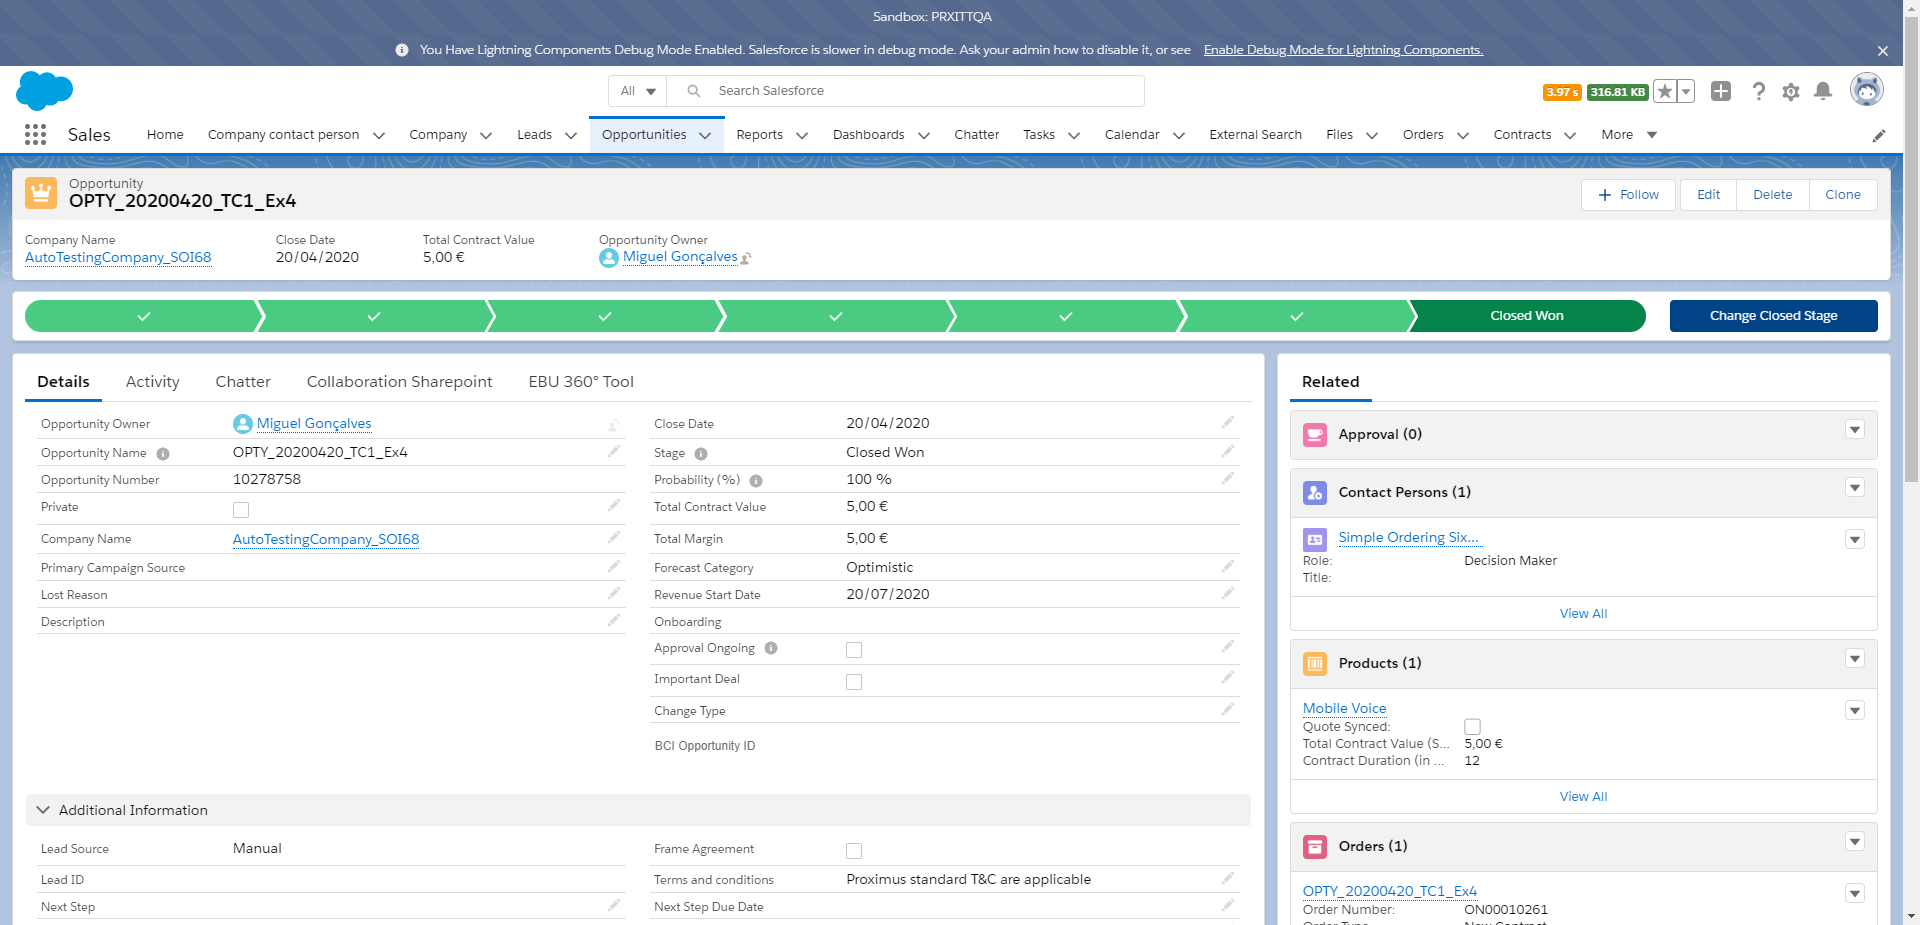 Sandbox: PRXITTQA
You Have Lightning Components Debug Mode Enabled. Salesforce is slower in debug mode. Ask your admin how to disable it, or see Enable Debug Mode for Lightning Components.
All Search Salesforce 3.97 s 316.81 KB
Sales Home Company contact person Company Leads Opportunities Reports Dashboards Chatter Tasks Calendar External Search Files Orders Contracts More
Opportunity
OPTY_20200420_TC1_Ex4
Follow Edit Delete Clone
Company Name Close Date Total Contract Value Opportunity Owner
AutoTestingCompany_SOI68 20/04/2020 5,00 € Miguel Gonçalves
Closed Won Change Closed Stage
Details Activity Chatter Collaboration Sharepoint EBU 360° Tool
Opportunity Owner Miguel Gonçalves
Opportunity Name OPTY_20200420_TC1_Ex4
Opportunity Number 10278758
Private
Company Name AutoTestingCompany_SOI68
Primary Campaign Source
Lost Reason
Description
Close Date 20/04/2020
Stage Closed Won
Probability (%) 100 %
Total Contract Value 5,00 €
Total Margin 5,00 €
Forecast Category Optimistic
Revenue Start Date 20/07/2020
Onboarding
Approval Ongoing
Important Deal
Change Type
BCI Opportunity ID
Additional Information
Lead Source Manual
Lead ID
Next Step
Frame Agreement
Terms and conditions Proximus standard T&C are applicable
Next Step Due Date
Related
Approval (0)
Contact Persons (1)
Simple Ordering Six...
Role: Decision Maker
Title:
View All
Products (1)
Mobile Voice
Quote Synced:
Total Contract Value (S... 5,00 €
Contract Duration (in ... 12
View All
Orders (1)
OPTY_20200420_TC1_Ex4
Order Number: ON00010261
Order Type: New Contract